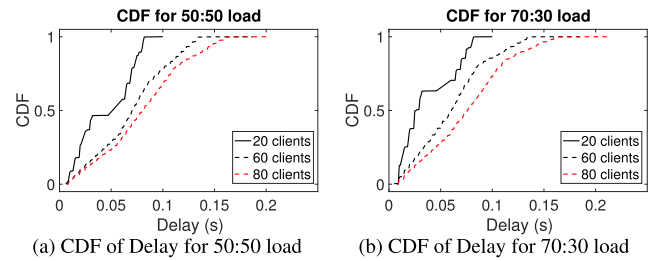 CDF for 50:50 load
CDF
1
0.5
0
0 0.05 0.1 0.15 0.2
Delay (s)
20 clients
60 clients
80 clients
(a) CDF of Delay for 50:50 load
CDF for 70:30 load
CDF
1
0.5
0
0 0.05 0.1 0.15 0.2
Delay (s)
20 clients
60 clients
80 clients
(b) CDF of Delay for 70:30 load